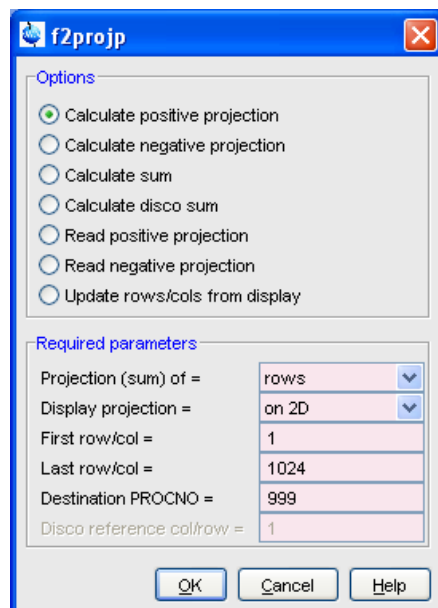 f2projp
Options
Calculate positive projection
Calculate negative projection
Calculate sum
Calculate disco sum
Read positive projection
Read negative projection
Update rows/cols from display
Required parameters
Projection (sum) of = rows
Display projection = on 2D
First row/col = 1
Last row/col = 1024
Destination PROCNO = 999
Disco reference col/row = 1
OK Cancel Help